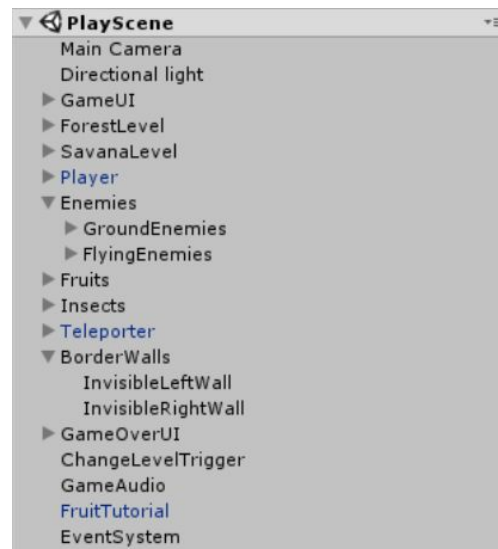 PlayScene
Main Camera
Directional light
GameUI
ForestLevel
SavanaLevel
Player
Enemies
GroundEnemies
FlyingEnemies
Fruits
Insects
Teleporter
BorderWalls
InvisibleLeftWall
InvisibleRightWall
GameOverUI
ChangeLevelTrigger
GameAudio
FruitTutorial
EventSystem